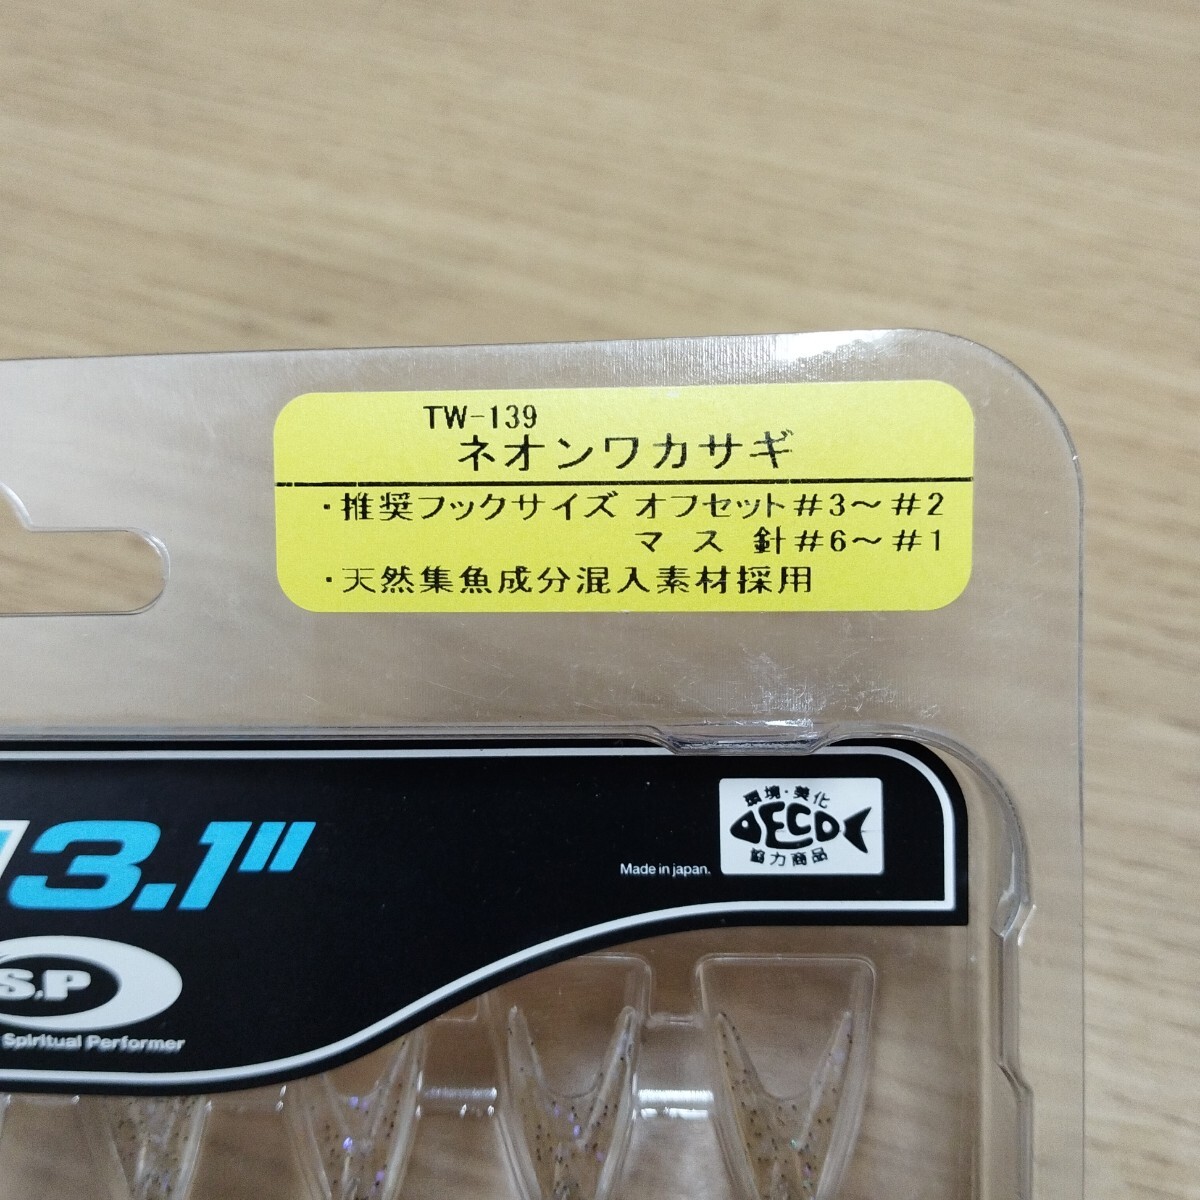 TW-139
ネオンワカサギ
・推奨フックサイズ オフセット#3～#2
マス 針#6～#1
・天然集魚成分混入素材採用
3.1"
環境・美化
ECO
協力商品
Made in japan.
S.P
Spiritual Performer